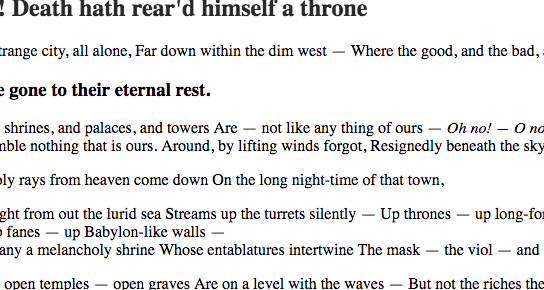 ! Death hath rear'd himself a throne
trange city, all alone, Far down within the dim west — Where the good, and the bad,
gone to their eternal rest.
shrines, and palaces, and towers Are — not like any thing of ours — Oh no! — O no
mble nothing that is ours. Around, by lifting winds forgot, Resignedly beneath the sky
ly rays from heaven come down On the long night-time of that town,
ght from out the lurid sea Streams up the turrets silently — Up thrones — up long-for
fanes — up Babylon-like walls —
any a melancholy shrine Whose entablatures intertwine The mask — the viol — and
open temples — open graves Are on a level with the waves — But not the riches the